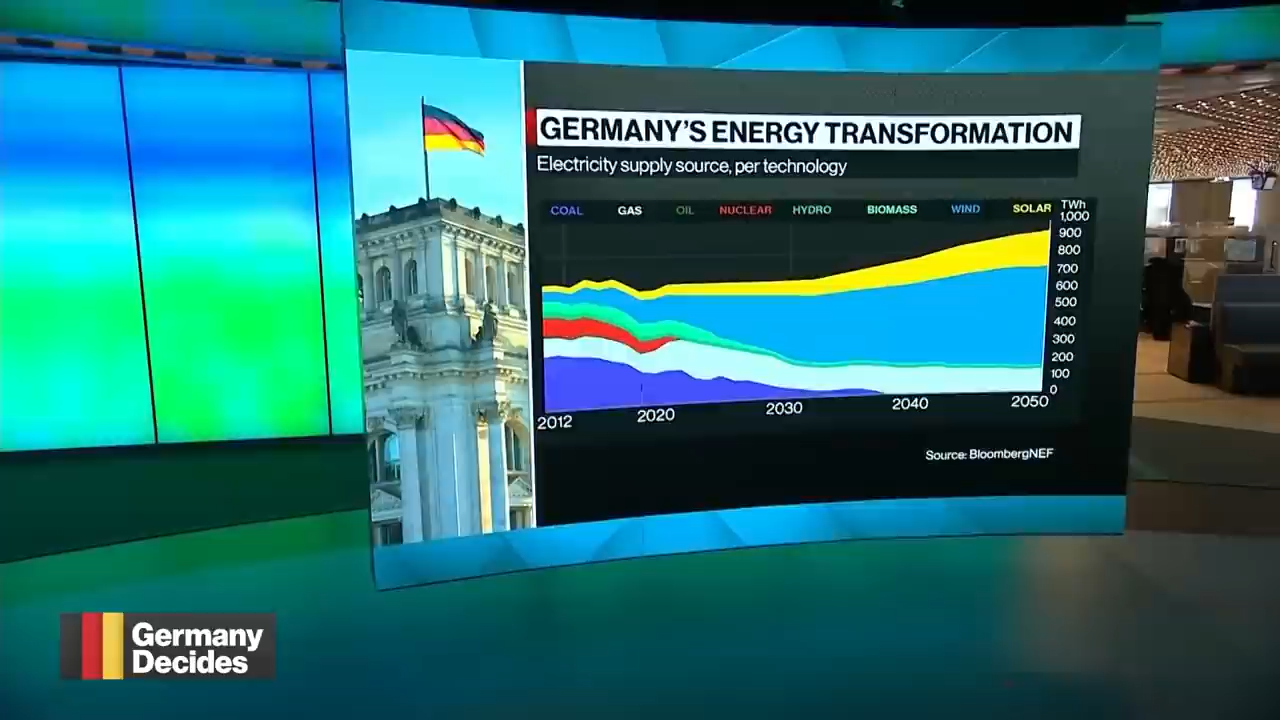 GERMANY'S ENERGY TRANSFORMATION
Electricity supply source, per technology
COAL GAS OIL NUCLEAR HYDRO BIOMASS WIND SOLAR
TWh
1,000
900
800
700
600
500
400
300
200
100
0
2012 2020 2030 2040 2050
Source: BloombergNEF
Germany
Decides